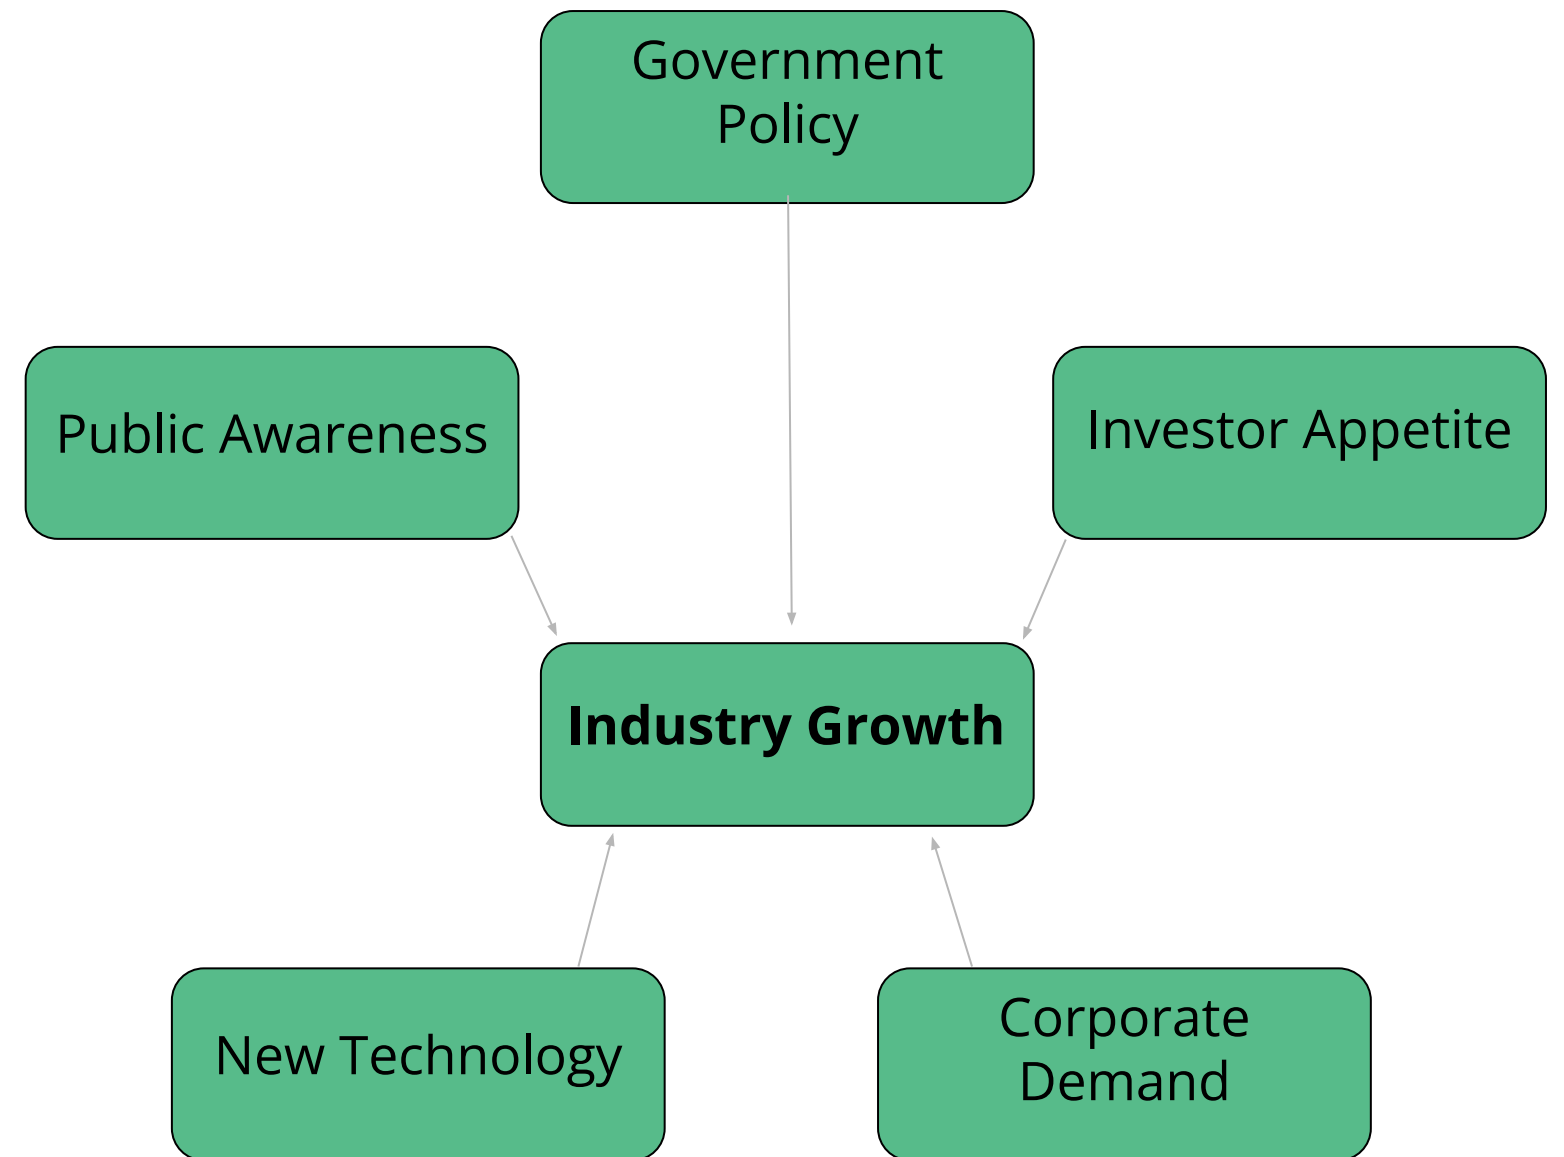 Government
Policy
Public Awareness
Investor Appetite
Industry Growth
New Technology
Corporate
Demand